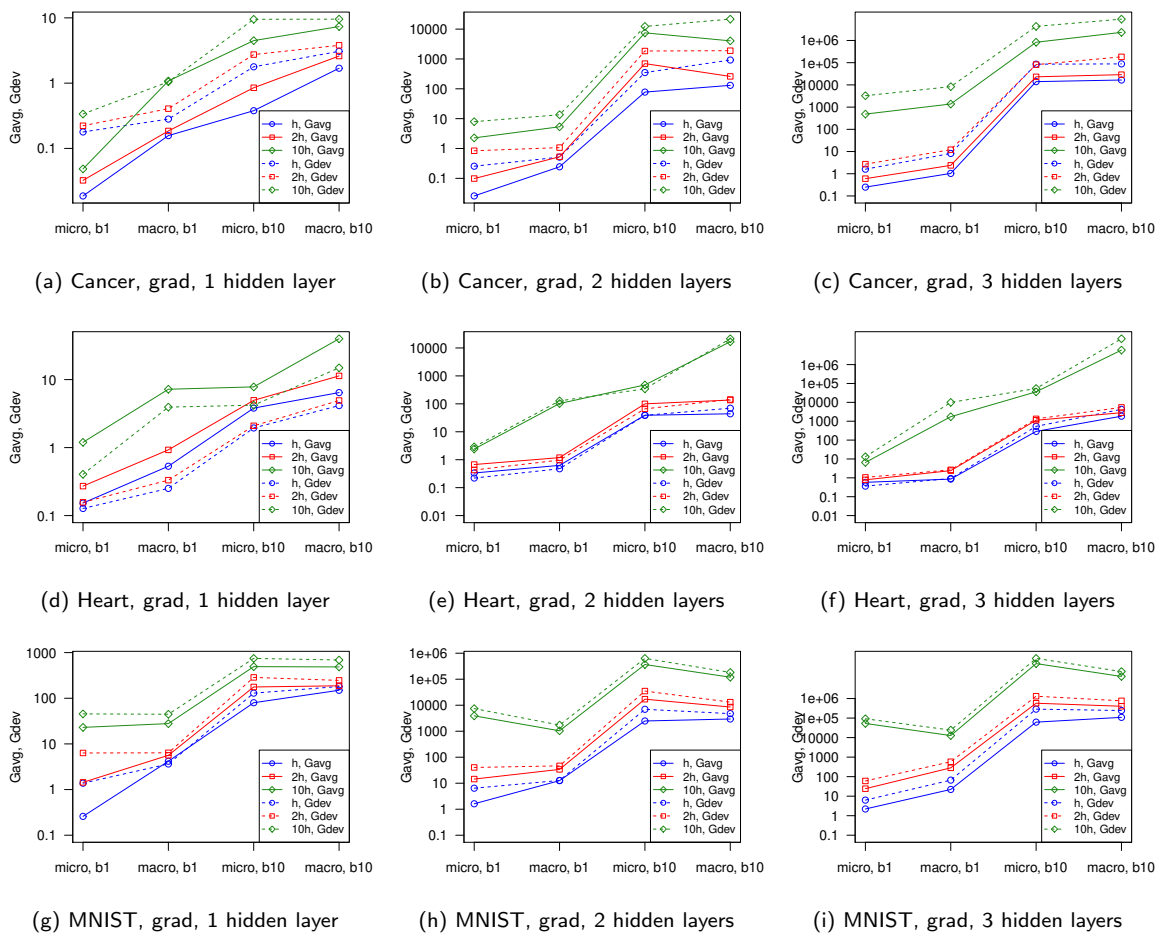 10
1
0.1
Gavg, Gdev
micro, b1 macro, b1 micro, b10 macro, b10
h, Gavg
2h, Gavg
10h, Gavg
h, Gdev
2h, Gdev
10h, Gdev
(a) Cancer, grad, 1 hidden layer
10000
1000
100
10
1
0.1
Gavg, Gdev
micro, b1 macro, b1 micro, b10 macro, b10
h, Gavg
2h, Gavg
10h, Gavg
h, Gdev
2h, Gdev
10h, Gdev
(b) Cancer, grad, 2 hidden layers
1e+06
1e+05
10000
1000
100
10
1
0.1
Gavg, Gdev
micro, b1 macro, b1 micro, b10 macro, b10
h, Gavg
2h, Gavg
10h, Gavg
h, Gdev
2h, Gdev
10h, Gdev
(c) Cancer, grad, 3 hidden layers
10
1
0.1
Gavg, Gdev
micro, b1 macro, b1 micro, b10 macro, b10
h, Gavg
2h, Gavg
10h, Gavg
h, Gdev
2h, Gdev
10h, Gdev
(d) Heart, grad, 1 hidden layer
10000
1000
100
10
1
0.1
0.01
Gavg, Gdev
micro, b1 macro, b1 micro, b10 macro, b10
h, Gavg
2h, Gavg
10h, Gavg
h, Gdev
2h, Gdev
10h, Gdev
(e) Heart, grad, 2 hidden layers
1e+06
1e+05
10000
1000
100
10
1
0.1
0.01
Gavg, Gdev
micro, b1 macro, b1 micro, b10 macro, b10
h, Gavg
2h, Gavg
10h, Gavg
h, Gdev
2h, Gdev
10h, Gdev
(f) Heart, grad, 3 hidden layers
1000
100
10
1
0.1
Gavg, Gdev
micro, b1 macro, b1 micro, b10 macro, b10
h, Gavg
2h, Gavg
10h, Gavg
h, Gdev
2h, Gdev
10h, Gdev
(g) MNIST, grad, 1 hidden layer
1e+06
1e+05
10000
1000
100
10
1
0.1
Gavg, Gdev
micro, b1 macro, b1 micro, b10 macro, b10
h, Gavg
2h, Gavg
10h, Gavg
h, Gdev
2h, Gdev
10h, Gdev
(h) MNIST, grad, 2 hidden layers
1e+06
1e+05
10000
1000
100
10
1
0.1
Gavg, Gdev
micro, b1 macro, b1 micro, b10 macro, b10
h, Gavg
2h, Gavg
10h, Gavg
h, Gdev
2h, Gdev
10h, Gdev
(i) MNIST, grad, 3 hidden layers